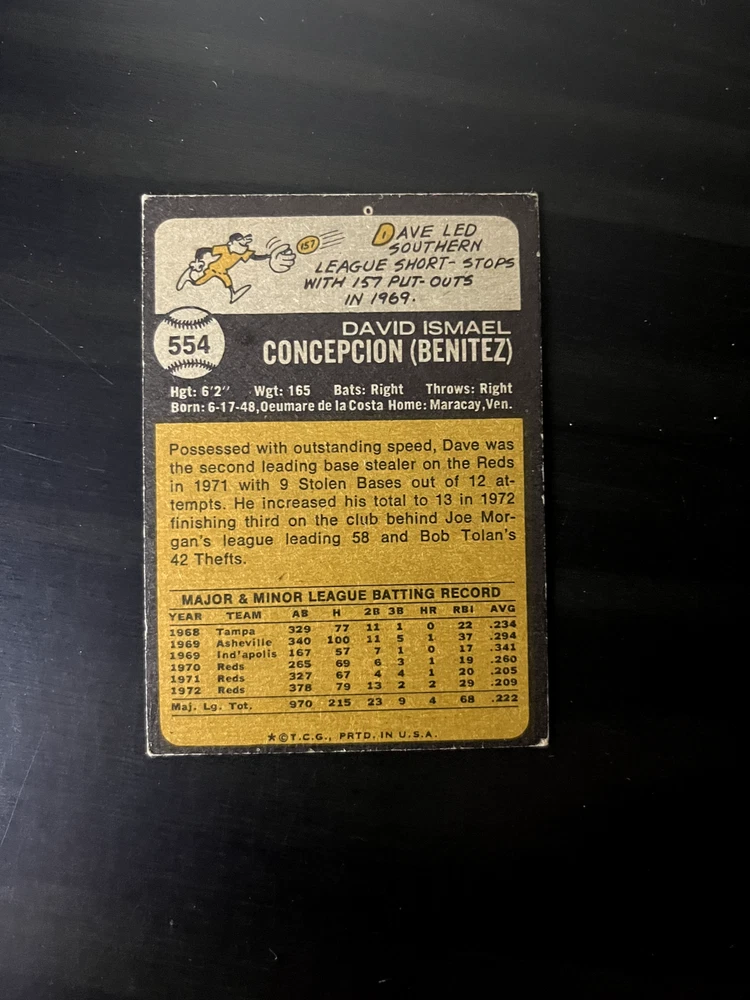 157
DAVE LED
SOUTHERN
LEAGUE SHORT-STOPS
WITH 157 PUT-OUTS
IN 1969.
554
DAVID ISMAEL
CONCEPCION (BENITEZ)
Hgt: 6'2" Wgt: 165 Bats: Right Throws: Right
Born: 6-17-48, Oeumare de la Costa Home: Maracay, Ven.
Possessed with outstanding speed, Dave was
the second leading base stealer on the Reds
in 1971 with 9 Stolen Bases out of 12 at-
tempts. He increased his total to 13 in 1972
finishing third on the club behind Joe Mor-
gan's league leading 58 and Bob Tolan's
42 Thefts.
MAJOR & MINOR LEAGUE BATTING RECORD
YEAR TEAM AB H 2B 3B HR RBI AVG
1968 Tampa 329 77 11 1 0 22 .234
1969 Asheville 340 100 11 5 1 37 .294
1969 Ind'apolis 167 57 7 1 0 17 .341
1970 Reds 265 69 6 3 1 19 .260
1971 Reds 327 67 4 4 1 20 .205
1972 Reds 378 79 13 2 2 29 .209
Maj. Lg. Tot. 970 215 23 9 4 68 .222
★©T.C.G., PRTD. IN U.S.A.